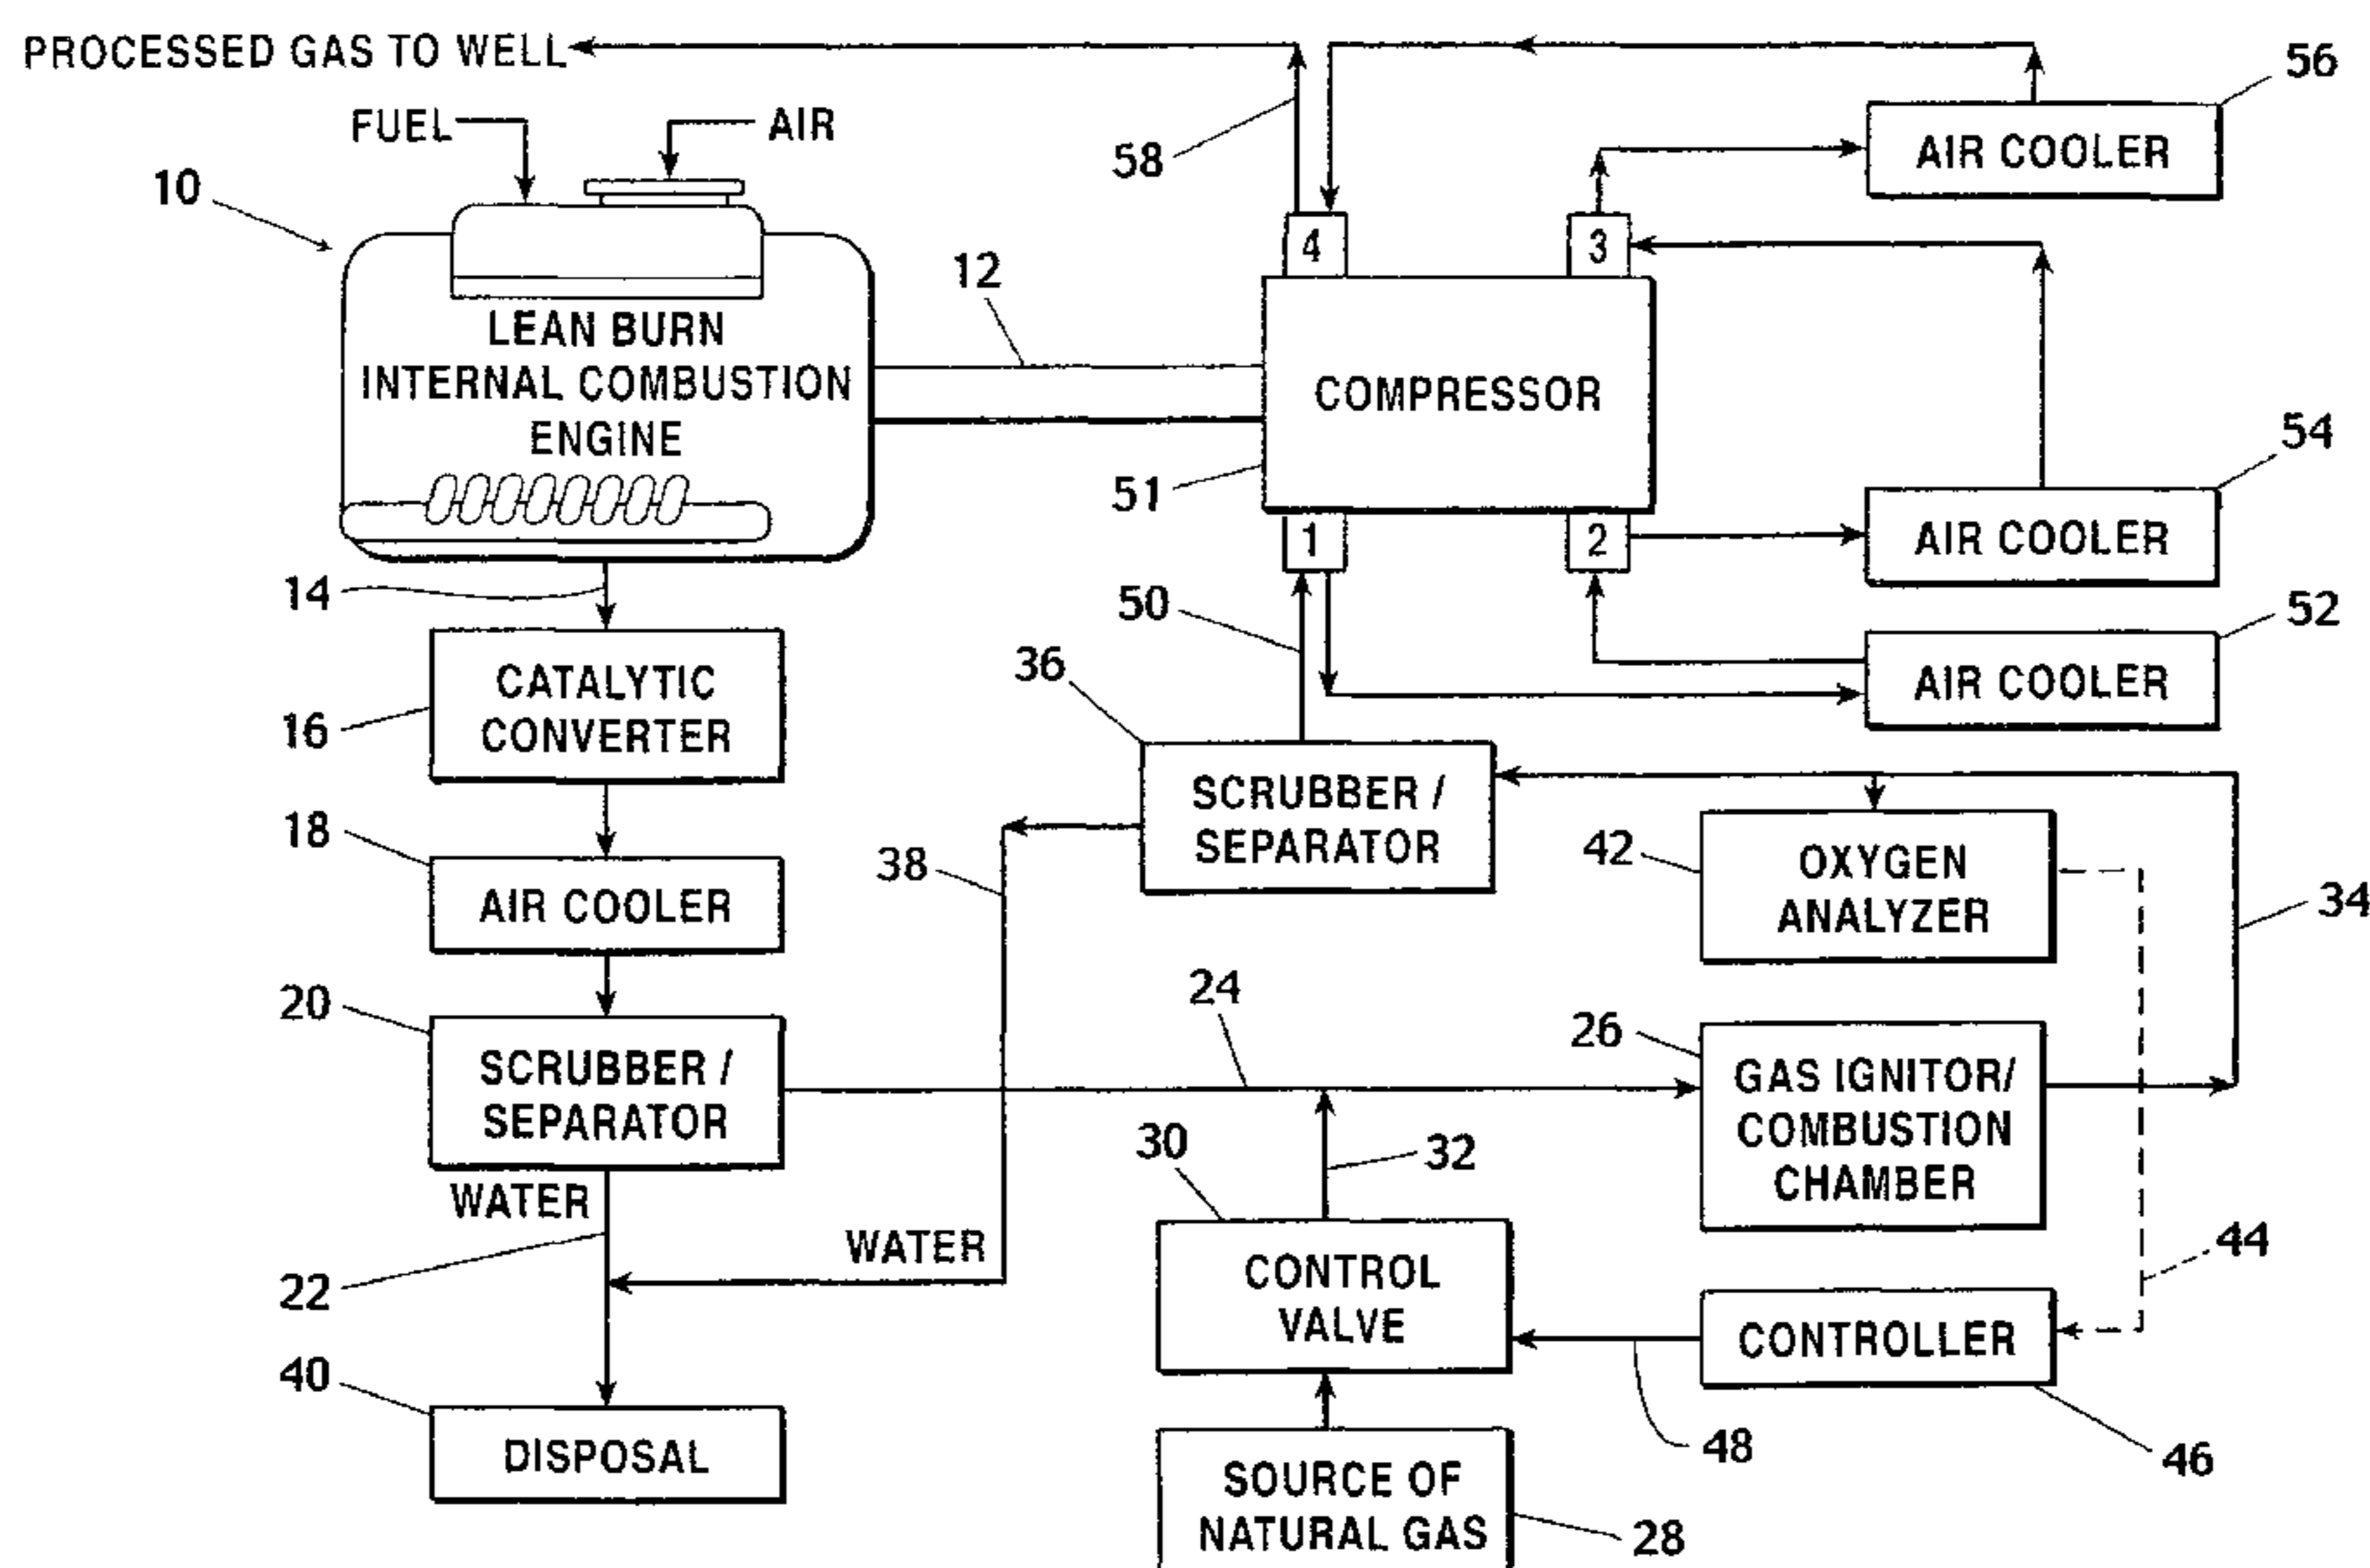 PROCESSED GAS TO WELL
56
FUEL
AIR
58
AIR COOLER
10
4
3
12
LEAN BURN
INTERNAL COMBUSTION
ENGINE
COMPRESSOR
54
51
1
2
AIR COOLER
14
50
52
36
AIR COOLER
CATALYTIC
CONVERTER
16
SCRUBBER /
SEPARATOR
18
38
42
OXYGEN
ANALYZER
34
AIR COOLER
20
24
26
SCRUBBER /
SEPARATOR
GAS IGNITOR/
COMBUSTION
CHAMBER
30
32
WATER
WATER
44
22
CONTROL
VALVE
CONTROLLER
40
48
46
DISPOSAL
SOURCE OF
NATURAL GAS
28